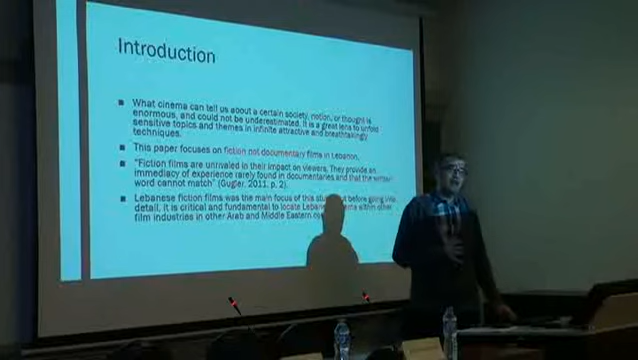 Introduction
What cinema can tell us about a certain society, notion, or thought is
enormous, and could not be underestimated. It is a great lens to unfold
sensitive topics and themes in infinite attractive and breathtakingly
techniques.
This paper focuses on fiction not documentary films in Lebanon.
"Fiction films are unrivaled in their impact on viewers. They provide an
immediacy of experience rarely found in documentaries and that the written
word cannot match" (Gugler, 2011, p. 2).
Lebanese fiction films was the main focus of this but before going into
detail, it is critical and fundamental to locate within other
film industries in other Arab and Middle Eastern